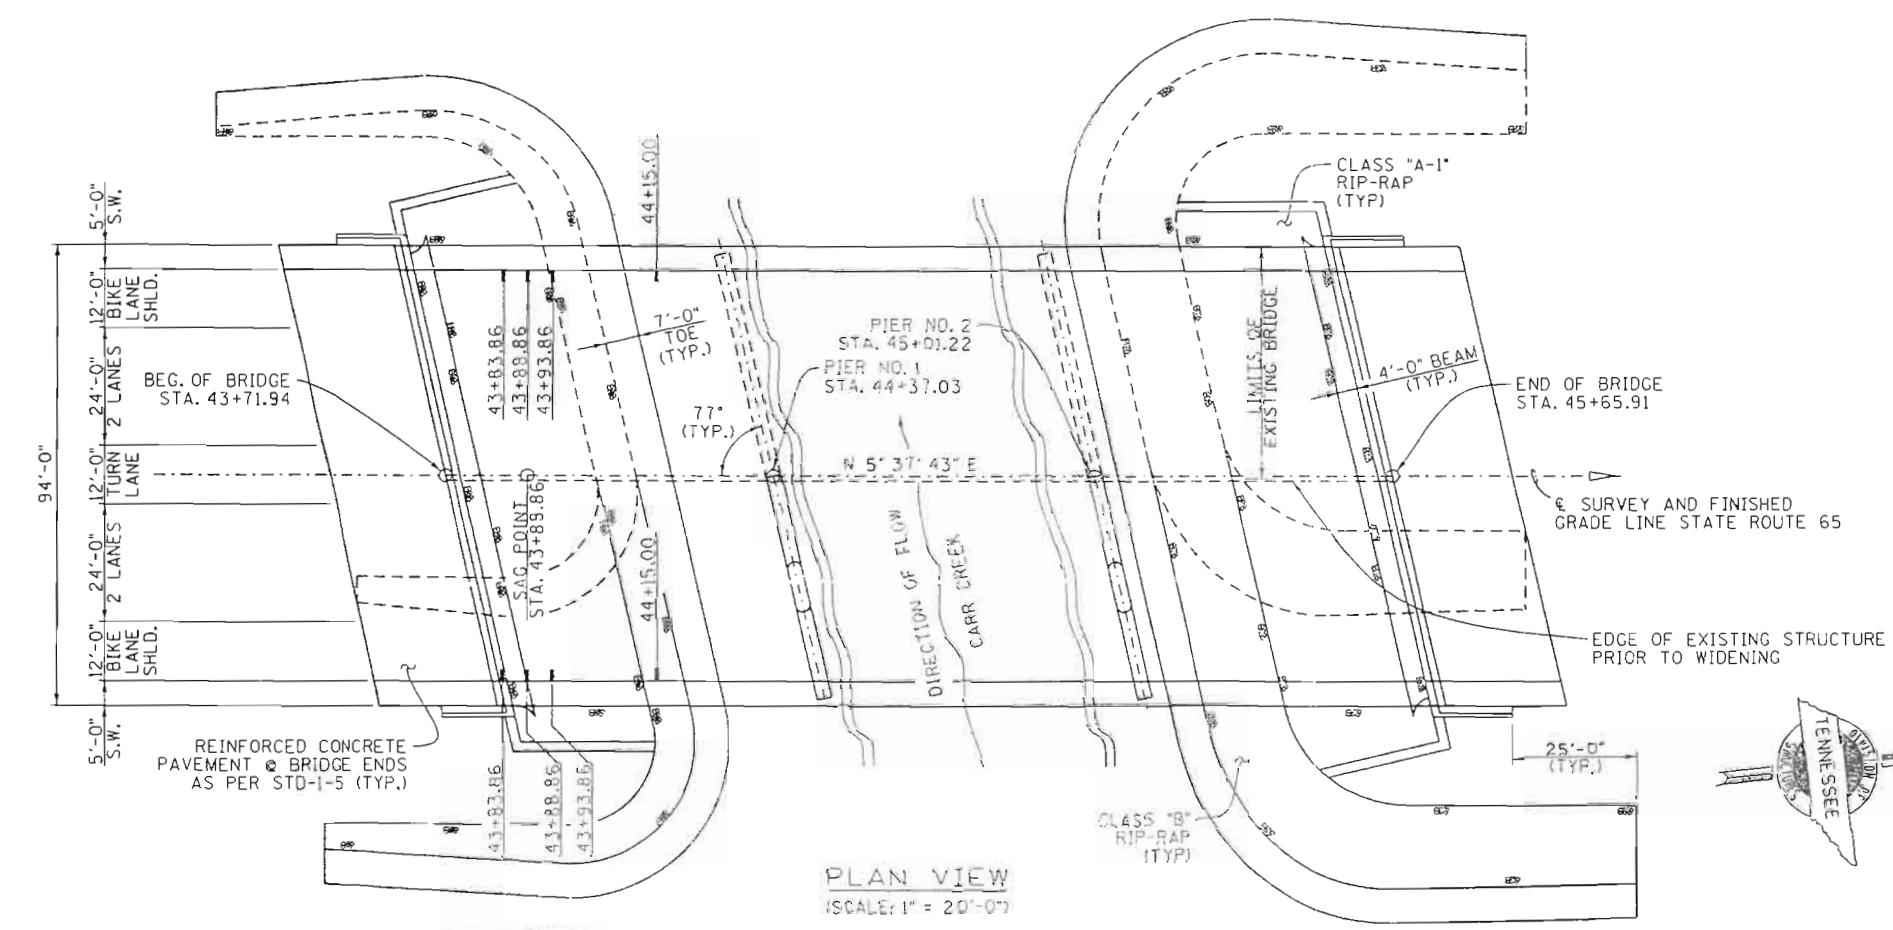 5'-0"
S.W.
12'-0"
BIKE
LANE
SHLD.
24'-0"
2 LANES
12'-0"
TURN
LANE
24'-0"
2 LANES
12'-0"
BIKE
LANE
SHLD.
5'-0"
S.W.
94'-0"
BEG. OF BRIDGE
STA. 43+71.94
REINFORCED CONCRETE
PAVEMENT @ BRIDGE ENDS
AS PER STD-1-5 (TYP.)
43+83.86
43+88.86
43+93.86
44+15.00
7'-0"
TOE
(TYP.)
77°
(TYP.)
SAG POINT
STA. 43+89.86
44+15.00
43+83.86
43+88.86
43+93.86
PIER NO. 2
STA. 45+01.22
PIER NO. 1
STA. 44+37.03
N 5° 37' 43" E
DIRECTION OF FLOW
CARR CREEK
CLASS "A-1"
RIP-RAP
(TYP)
LIMITS OF
EXISTING BRIDGE
4'-0" BEAM
(TYP.)
END OF BRIDGE
STA. 45+65.91
℄ SURVEY AND FINISHED
GRADE LINE STATE ROUTE 65
EDGE OF EXISTING STRUCTURE
PRIOR TO WIDENING
25'-0"
(TYP.)
CLASS "B"
RIP-RAP
(TYP)
PLAN VIEW
(SCALE: 1" = 20'-0")
TENNESSEE